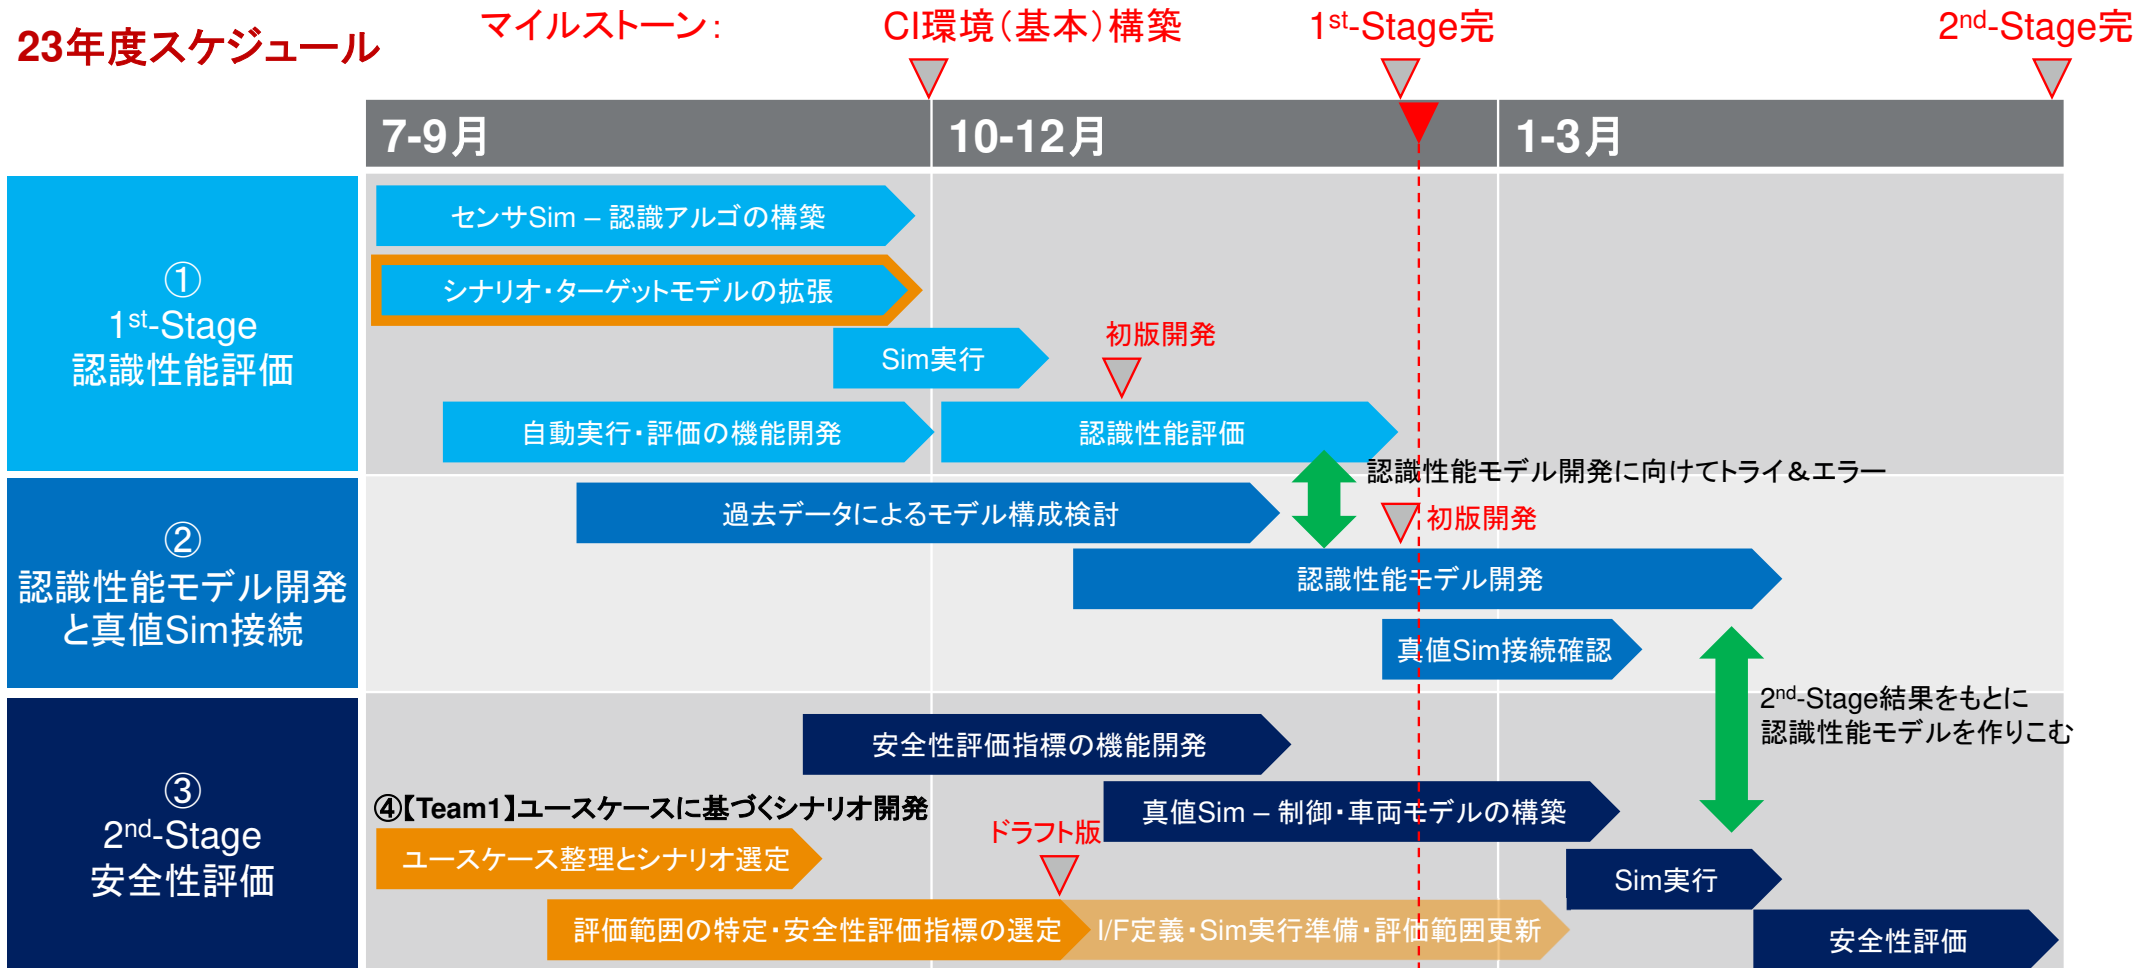 23年度スケジュール
マイルストーン：
CI環境（基本）構築
1st-Stage完
2nd-Stage完
7-9月
10-12月
1-3月
①
1st-Stage
認識性能評価
センサSim – 認識アルゴの構築
シナリオ・ターゲットモデルの拡張
Sim実行
初版開発
自動実行・評価の機能開発
認識性能評価
認識性能モデル開発に向けてトライ＆エラー
②
認識性能モデル開発
と真値Sim接続
過去データによるモデル構成検討
初版開発
認識性能モデル開発
真値Sim接続確認
2nd-Stage結果をもとに
認識性能モデルを作りこむ
③
2nd-Stage
安全性評価
安全性評価指標の機能開発
④【Team1】ユースケースに基づくシナリオ開発
真値Sim – 制御・車両モデルの構築
ドラフト版
ユースケース整理とシナリオ選定
Sim実行
評価範囲の特定・安全性評価指標の選定
I/F定義・Sim実行準備・評価範囲更新
安全性評価